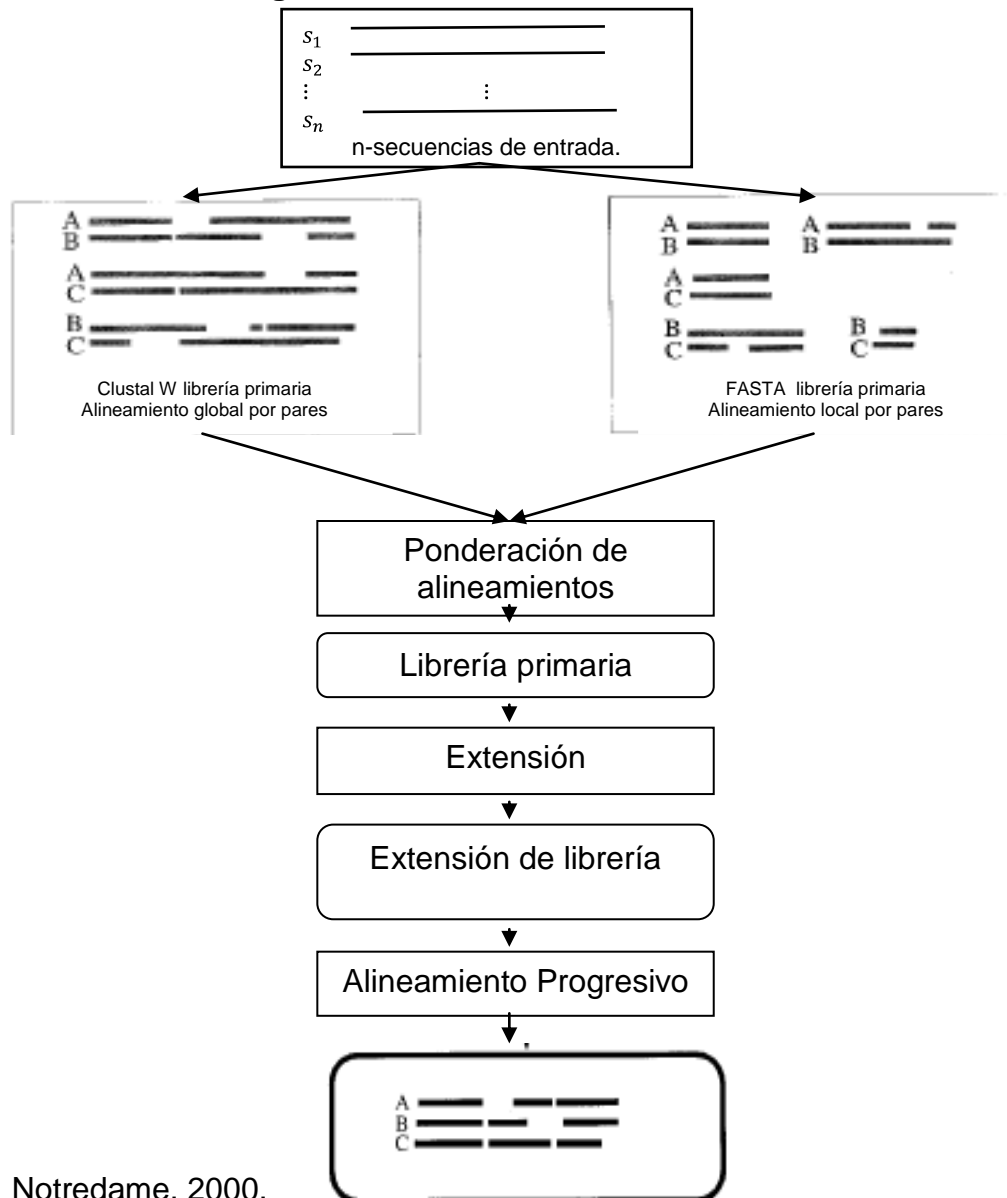 s₁
s₂
⋮ ⋮
sₙ
n-secuencias de entrada.
A
B
A
C
B
C
Clustal W librería primaria
Alineamiento global por pares
A A
B B
A
C
B B
C C
FASTA librería primaria
Alineamiento local por pares
Ponderación de
alineamientos
Librería primaria
Extensión
Extensión de librería
Alineamiento Progresivo
A
B
C
Notredame, 2000.